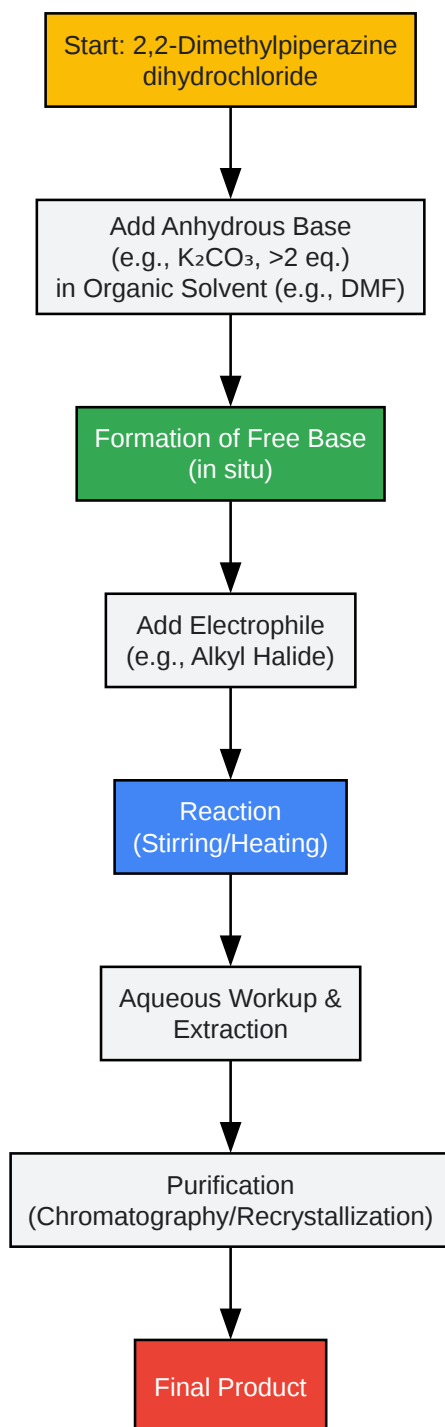 Start: 2,2-Dimethylpiperazine
dihydrochloride
Add Anhydrous Base
(e.g., K₂CO₃, >2 eq.)
in Organic Solvent (e.g., DMF)
Formation of Free Base
(in situ)
Add Electrophile
(e.g., Alkyl Halide)
Reaction
(Stirring/Heating)
Aqueous Workup &
Extraction
Purification
(Chromatography/Recrystallization)
Final Product